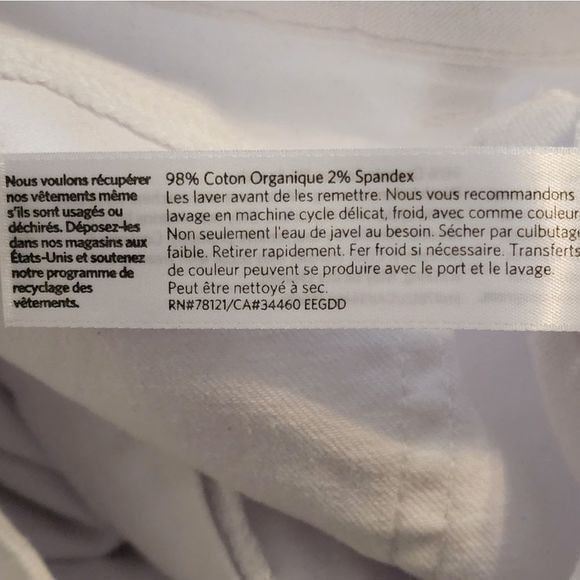 Nous voulons récupérer
nos vêtements même
s'ils sont usagés ou
déchirés. Déposez-les
dans nos magasins aux
États-Unis et soutenez
notre programme de
recyclage des
vêtements.
98% Coton Organique 2% Spandex
Les laver avant de les remettre. Nous vous recommandons
lavage en machine cycle délicat, froid, avec comme couleur
Non seulement l'eau de javel au besoin. Sécher par culbutage
faible. Retirer rapidement. Fer froid si nécessaire. Transferts
de couleur peuvent se produire avec le port et le lavage.
Peut être nettoyé à sec.
RN#78121/CA#34460 EEGDD